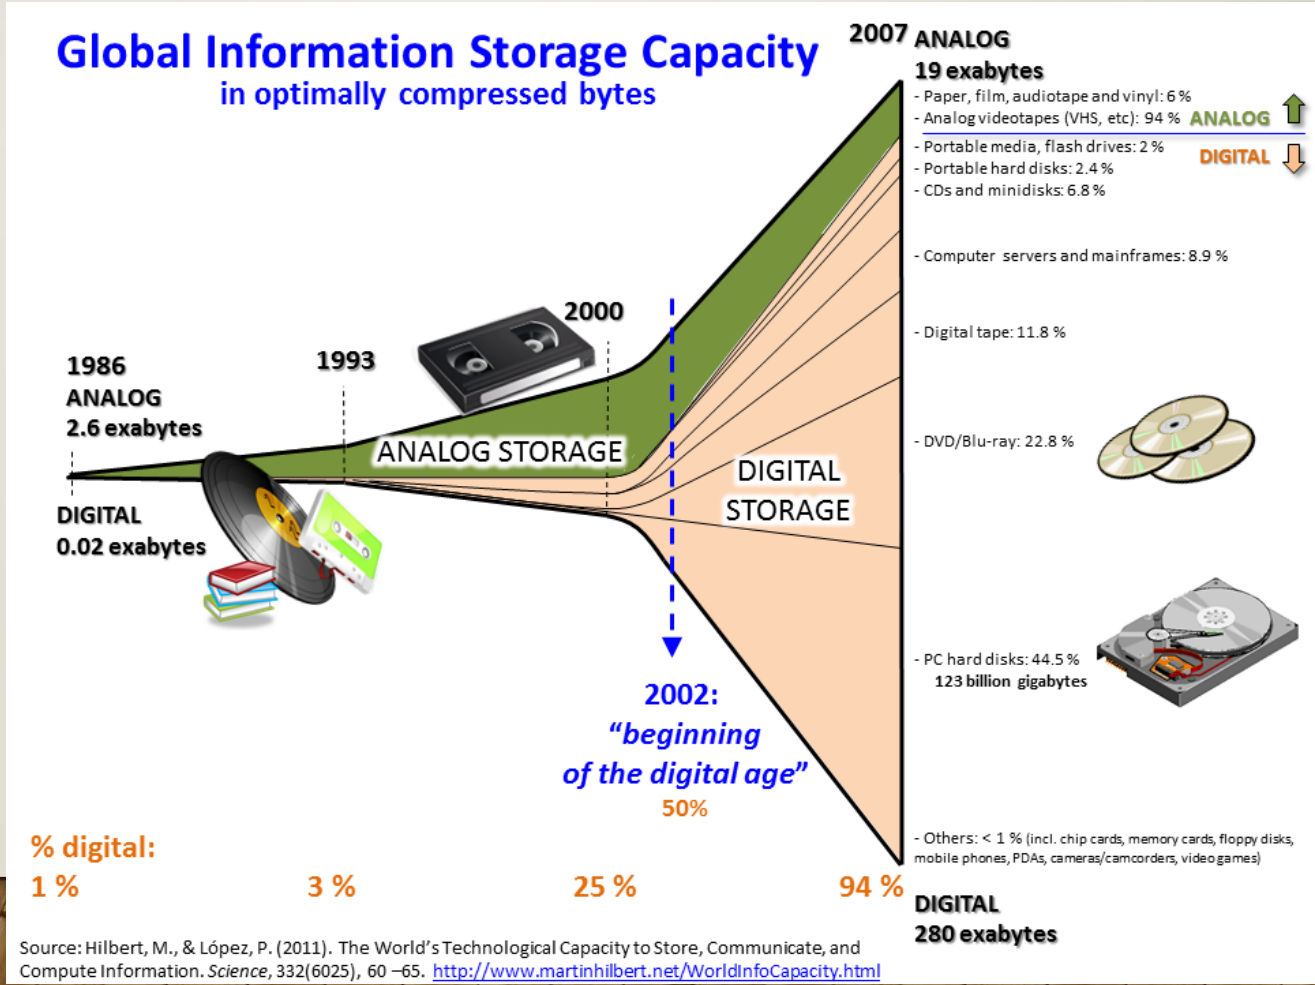 Global Information Storage Capacity
in optimally compressed bytes
2007
ANALOG
19 exabytes
- Paper, film, audiotape and vinyl: 6 %
- Analog videotapes (VHS, etc): 94 %
ANALOG
- Portable media, flash drives: 2 %
DIGITAL
- Portable hard disks: 2.4 %
- CDs and minidisks: 6.8 %
- Computer servers and mainframes: 8.9 %
- Digital tape: 11.8 %
- DVD/Blu-ray: 22.8 %
- PC hard disks: 44.5 %
123 billion gigabytes
- Others: < 1 % (incl. chip cards, memory cards, floppy disks,
mobile phones, PDAs, cameras/camcorders, video games)
DIGITAL
280 exabytes
1986
ANALOG
2.6 exabytes
DIGITAL
0.02 exabytes
1993
2000
ANALOG STORAGE
DIGITAL
STORAGE
2002:
“beginning
of the digital age”
50%
% digital:
1 %
3 %
25 %
94 %
Source: Hilbert, M., & López, P. (2011). The World’s Technological Capacity to Store, Communicate, and
Compute Information. Science, 332(6025), 60 –65. http://www.martinhilbert.net/WorldInfoCapacity.html